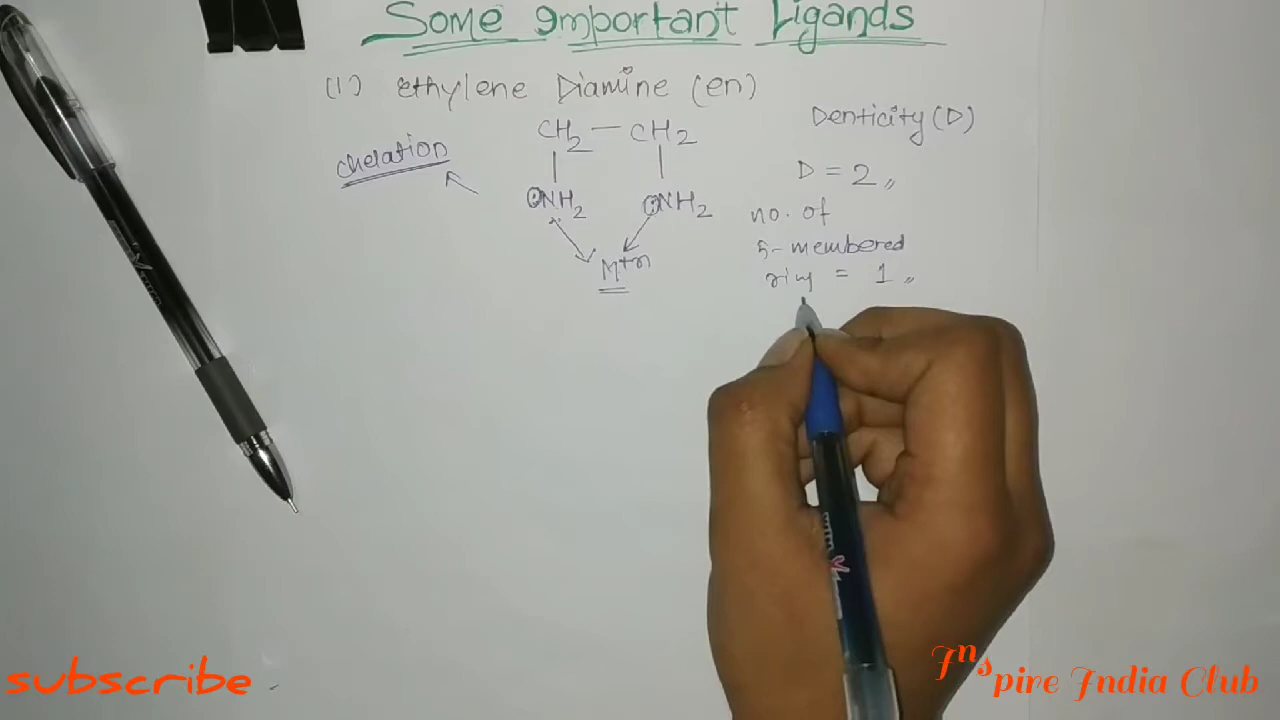 Some Important Ligands
(1) ethylene Diamine (en)
Denticity (D)
chelation
CH2 — CH2
D = 2
NH2 NH2
no. of
5-membered
M+n
ring = 1
subscribe
Inspire India Club